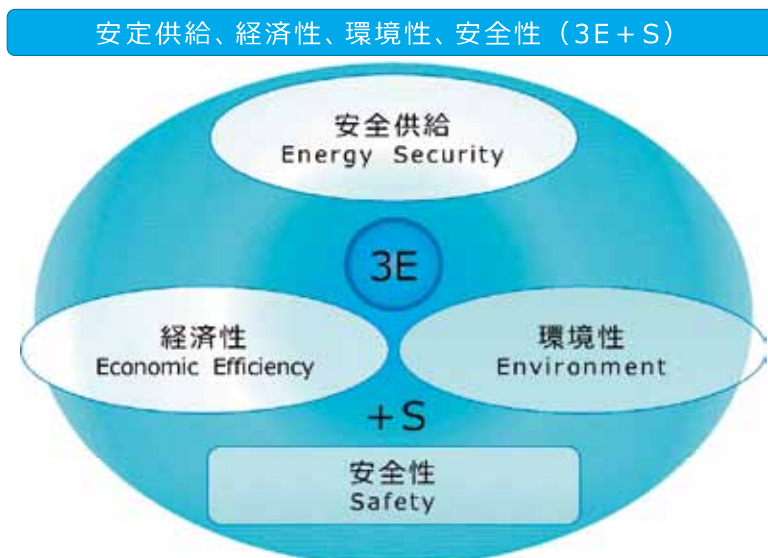 安定供給、経済性、環境性、安全性（3E＋S）
安全供給
Energy Security
3E
経済性
Economic Efficiency
環境性
Environment
＋S
安全性
Safety